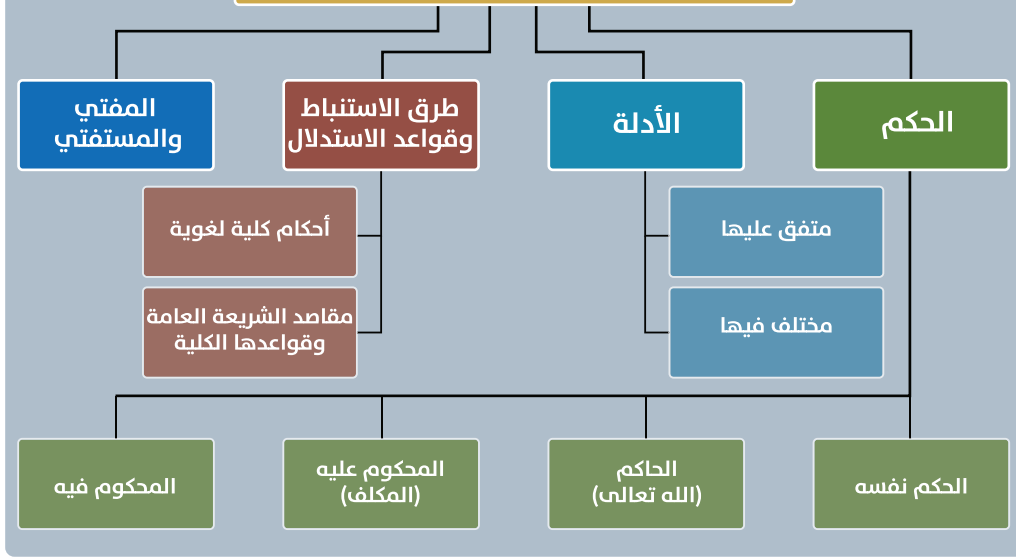 الحكم
الأدلة
طرق الاستنباط
وقواعد الاستدلال
المفتي
والمستفتي
متفق عليها
مختلف فيها
أحكام كلية لغوية
مقاصد الشريعة العامة
وقواعدها الكلية
الحكم نفسه
الحاكم
(الله تعالى)
المحكوم عليه
(المكلف)
المحكوم فيه